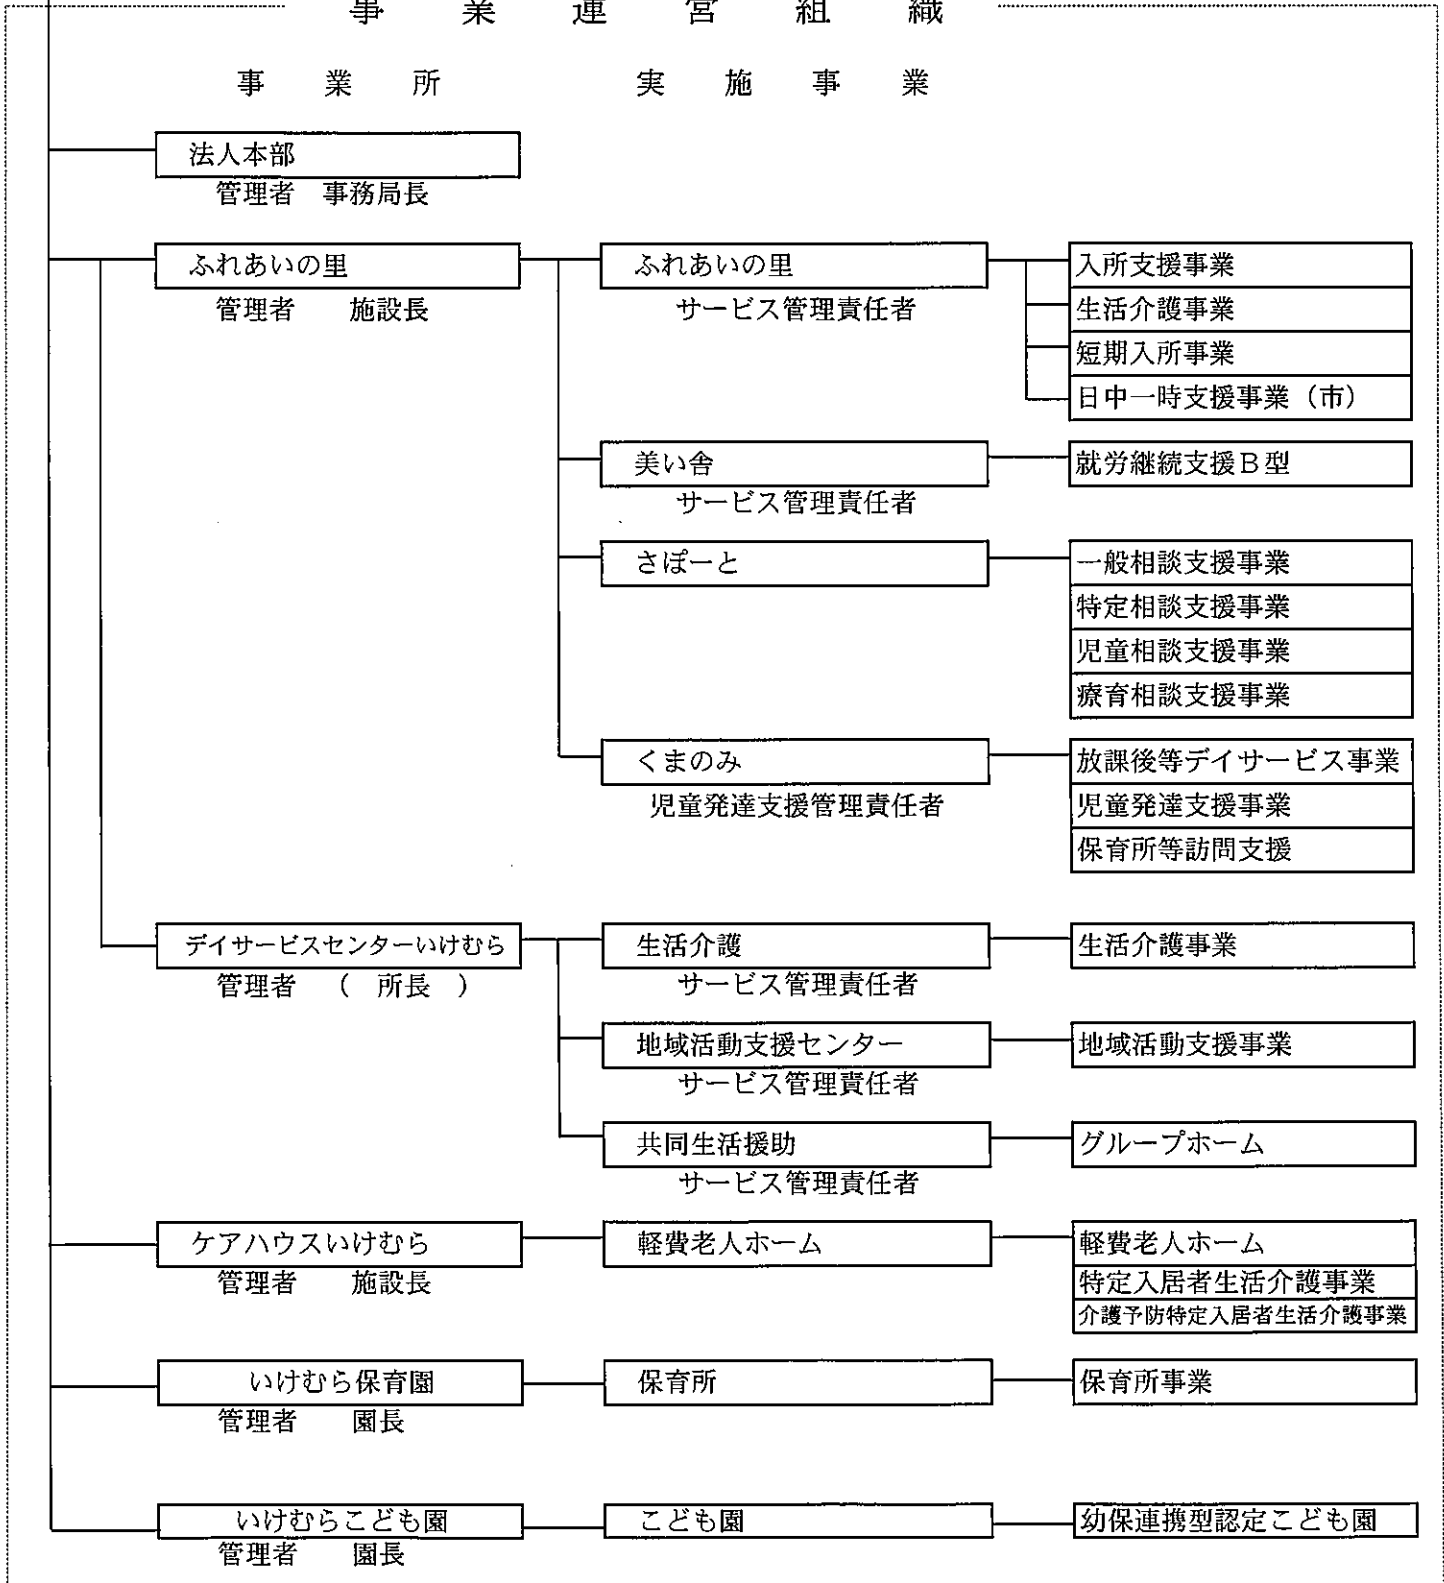 事業運営組織
事業所 実施事業
法人本部
管理者 事務局長
ふれあいの里 ふれあいの里 入所支援事業
管理者 施設長 サービス管理責任者 生活介護事業
短期入所事業
日中一時支援事業（市）
美い舎 就労継続支援Ｂ型
サービス管理責任者
さぽーと 一般相談支援事業
特定相談支援事業
児童相談支援事業
療育相談支援事業
くまのみ 放課後等デイサービス事業
児童発達支援管理責任者 児童発達支援事業
保育所等訪問支援
デイサービスセンターいけむら 生活介護 生活介護事業
管理者 （ 所長 ） サービス管理責任者
地域活動支援センター 地域活動支援事業
サービス管理責任者
共同生活援助 グループホーム
サービス管理責任者
ケアハウスいけむら 軽費老人ホーム 軽費老人ホーム
管理者 施設長 特定入居者生活介護事業
介護予防特定入居者生活介護事業
いけむら保育園 保育所 保育所事業
管理者 園長
いけむらこども園 こども園 幼保連携型認定こども園
管理者 園長